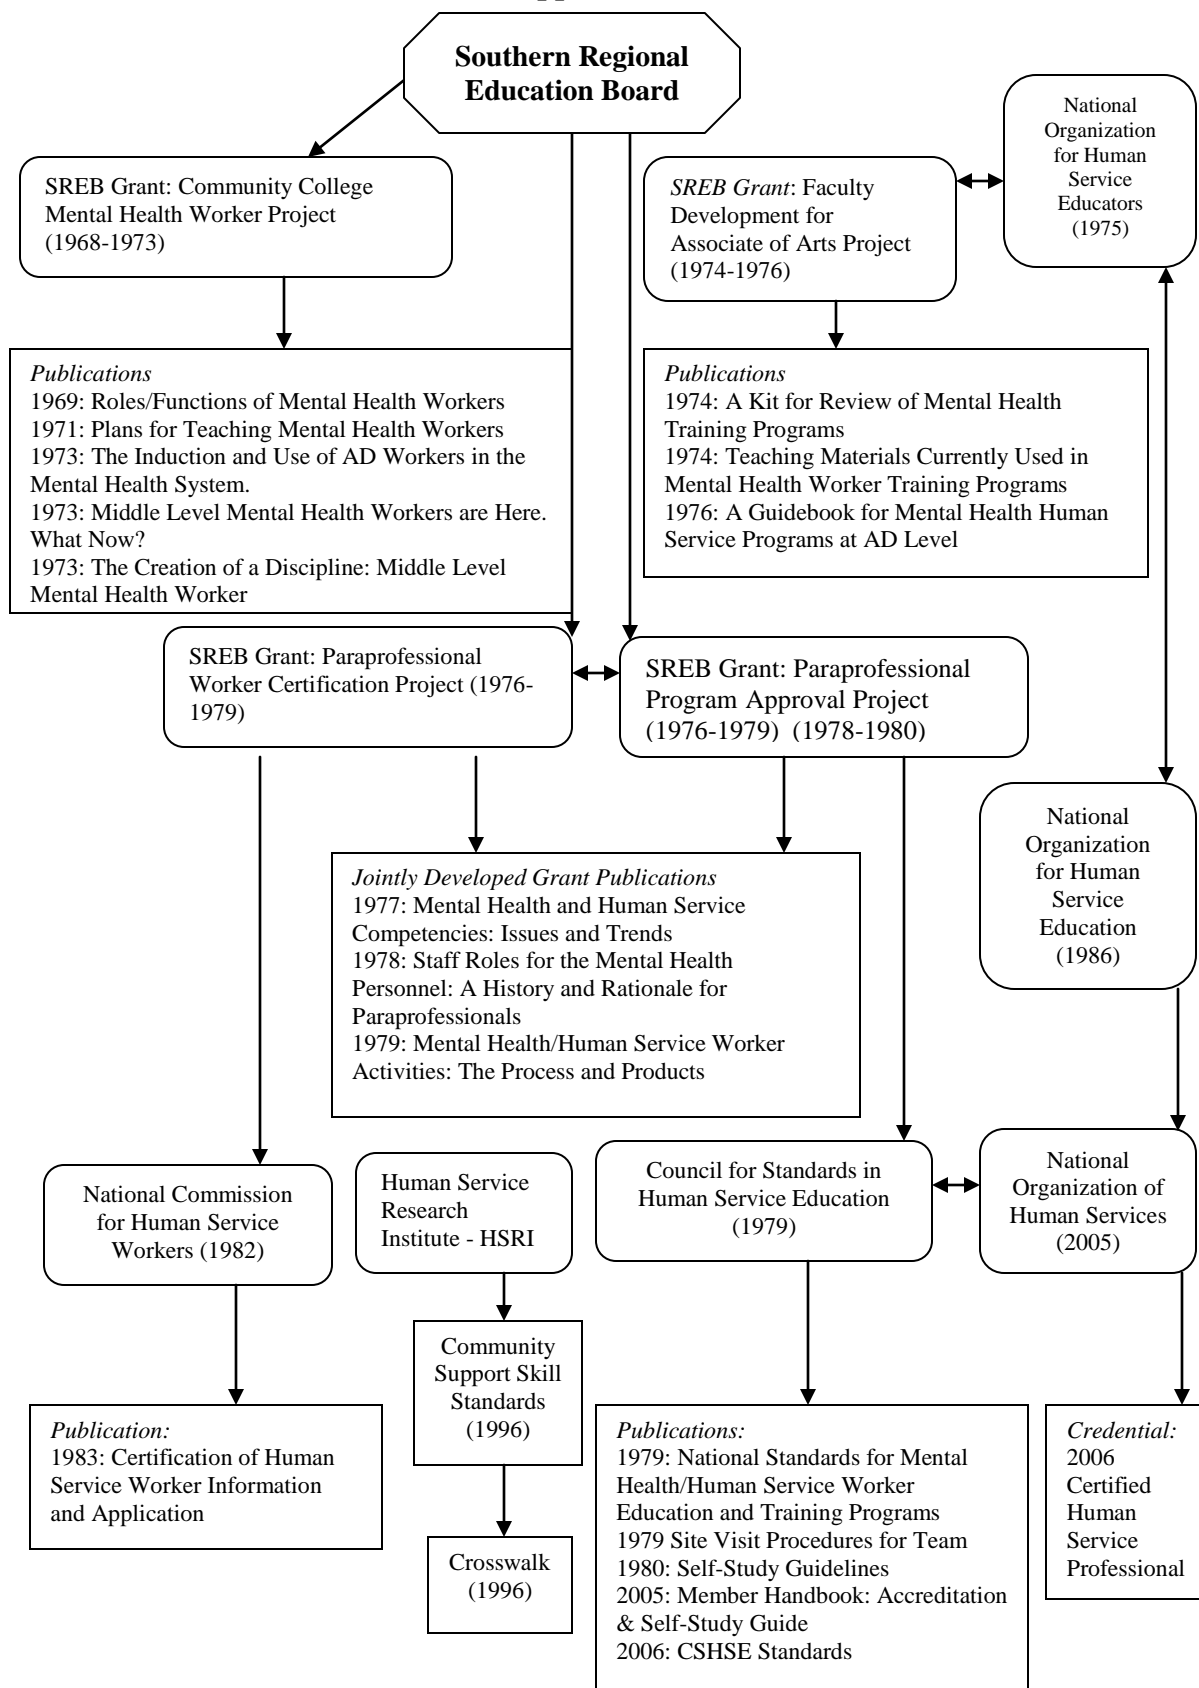 Southern Regional
Education Board
National
Organization
for Human
Service
Educators
(1975)
SREB Grant: Community College
Mental Health Worker Project
(1968-1973)
SREB Grant: Faculty
Development for
Associate of Arts Project
(1974-1976)
Publications
1969: Roles/Functions of Mental Health Workers
1971: Plans for Teaching Mental Health Workers
1973: The Induction and Use of AD Workers in the
Mental Health System.
1973: Middle Level Mental Health Workers are Here.
What Now?
1973: The Creation of a Discipline: Middle Level
Mental Health Worker
Publications
1974: A Kit for Review of Mental Health
Training Programs
1974: Teaching Materials Currently Used in
Mental Health Worker Training Programs
1976: A Guidebook for Mental Health Human
Service Programs at AD Level
SREB Grant: Paraprofessional
Worker Certification Project (1976-
1979)
SREB Grant: Paraprofessional
Program Approval Project
(1976-1979) (1978-1980)
National
Organization
for Human
Service
Education
(1986)
Jointly Developed Grant Publications
1977: Mental Health and Human Service
Competencies: Issues and Trends
1978: Staff Roles for the Mental Health
Personnel: A History and Rationale for
Paraprofessionals
1979: Mental Health/Human Service Worker
Activities: The Process and Products
National Commission
for Human Service
Workers (1982)
Human Service
Research
Institute - HSRI
Council for Standards in
Human Service Education
(1979)
National
Organization of
Human Services
(2005)
Community
Support Skill
Standards
(1996)
Publication:
1983: Certification of Human
Service Worker Information
and Application
Crosswalk
(1996)
Publications:
1979: National Standards for Mental
Health/Human Service Worker
Education and Training Programs
1979 Site Visit Procedures for Team
1980: Self-Study Guidelines
2005: Member Handbook: Accreditation
& Self-Study Guide
2006: CSHSE Standards
Credential:
2006
Certified
Human
Service
Professional